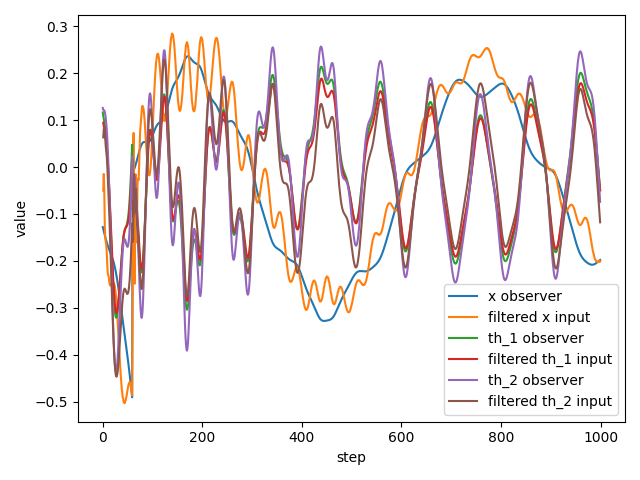 0.3
0.2
0.1
0.0
−0.1
−0.2
−0.3
−0.4
−0.5
value
0 200 400 600 800 1000
step
x observer
filtered x input
th_1 observer
filtered th_1 input
th_2 observer
filtered th_2 input